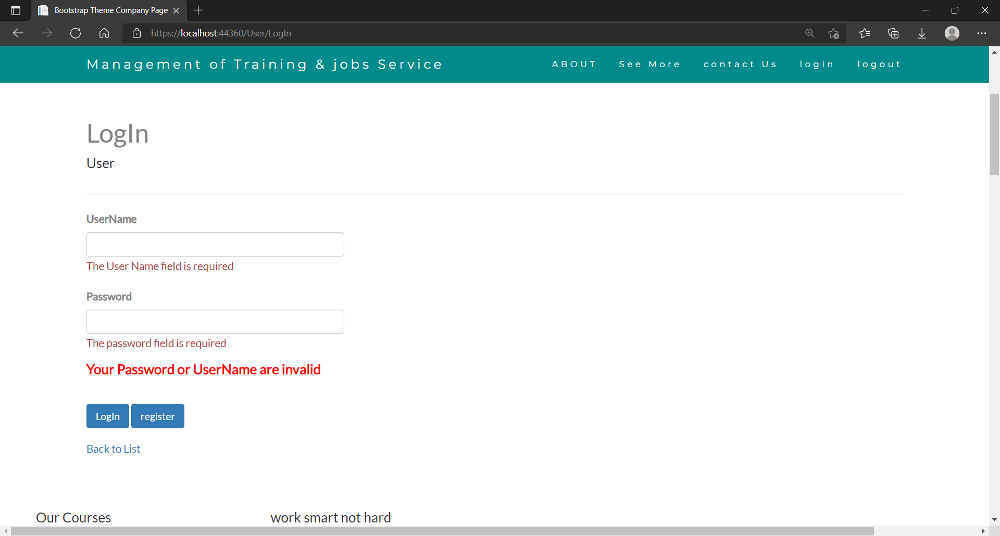 Bootstrap Theme Company Page
https://localhost:44360/User/LogIn
Management of Training & jobs Service ABOUT See More contact Us login logout
LogIn
User
UserName
The User Name field is required
Password
The password field is required
Your Password or UserName are invalid
LogIn register
Back to List
Our Courses work smart not hard